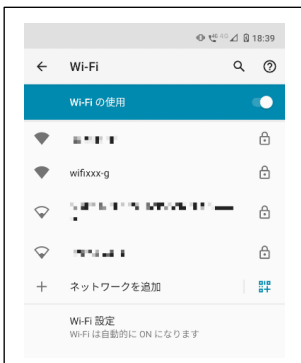 4G 18:39
Wi-Fi
Wi-Fi の使用
wifixxx-g
ネットワークを追加
Wi-Fi 設定
Wi-Fi は自動的に ON になります